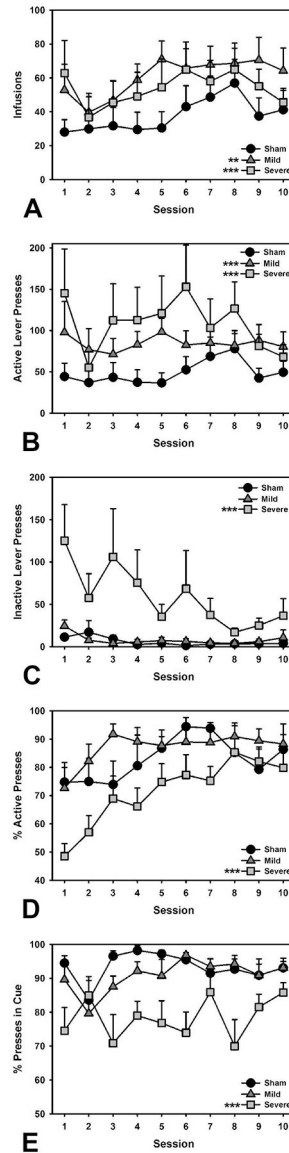 100
80
60
40
20
0
Infusions
1 2 3 4 5 6 7 8 9 10
Session
Sham
** Mild
*** Severe
A
200
150
100
50
0
Active Lever Presses
Sham
*** Mild
*** Severe
1 2 3 4 5 6 7 8 9 10
Session
B
200
150
100
50
0
Inactive Lever Presses
Sham
Mild
*** Severe
1 2 3 4 5 6 7 8 9 10
Session
C
100
90
80
70
60
50
40
% Active Presses
Sham
Mild
*** Severe
1 2 3 4 5 6 7 8 9 10
Session
D
100
90
80
70
60
50
% Presses in Cue
Sham
Mild
*** Severe
1 2 3 4 5 6 7 8 9 10
Session
E